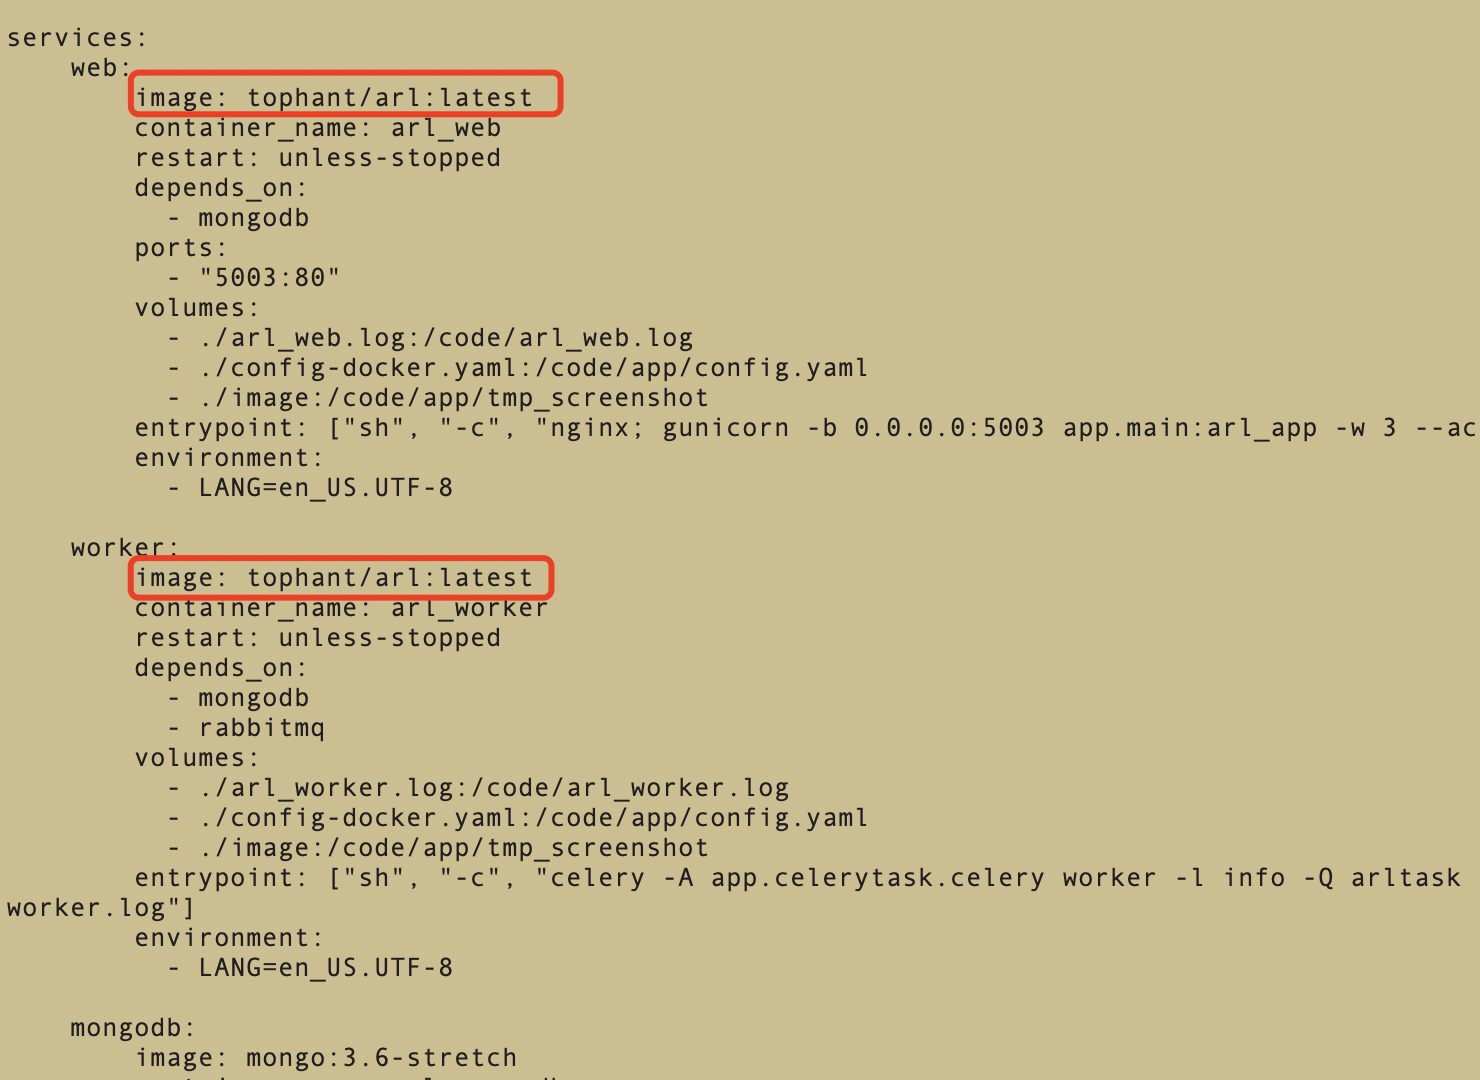 services:
    web:
        image: tophant/arl:latest
        container_name: arl_web
        restart: unless-stopped
        depends_on:
          - mongodb
        ports:
          - "5003:80"
        volumes:
          - ./arl_web.log:/code/arl_web.log
          - ./config-docker.yaml:/code/app/config.yaml
          - ./image:/code/app/tmp_screenshot
        entrypoint: ["sh", "-c", "nginx; gunicorn -b 0.0.0.0:5003 app.main:arl_app -w 3 --ac
        environment:
          - LANG=en_US.UTF-8

    worker:
        image: tophant/arl:latest
        container_name: arl_worker
        restart: unless-stopped
        depends_on:
          - mongodb
          - rabbitmq
        volumes:
          - ./arl_worker.log:/code/arl_worker.log
          - ./config-docker.yaml:/code/app/config.yaml
          - ./image:/code/app/tmp_screenshot
        entrypoint: ["sh", "-c", "celery -A app.celerytask.celery worker -l info -Q arltask
worker.log"]
        environment:
          - LANG=en_US.UTF-8

    mongodb:
        image: mongo:3.6-stretch